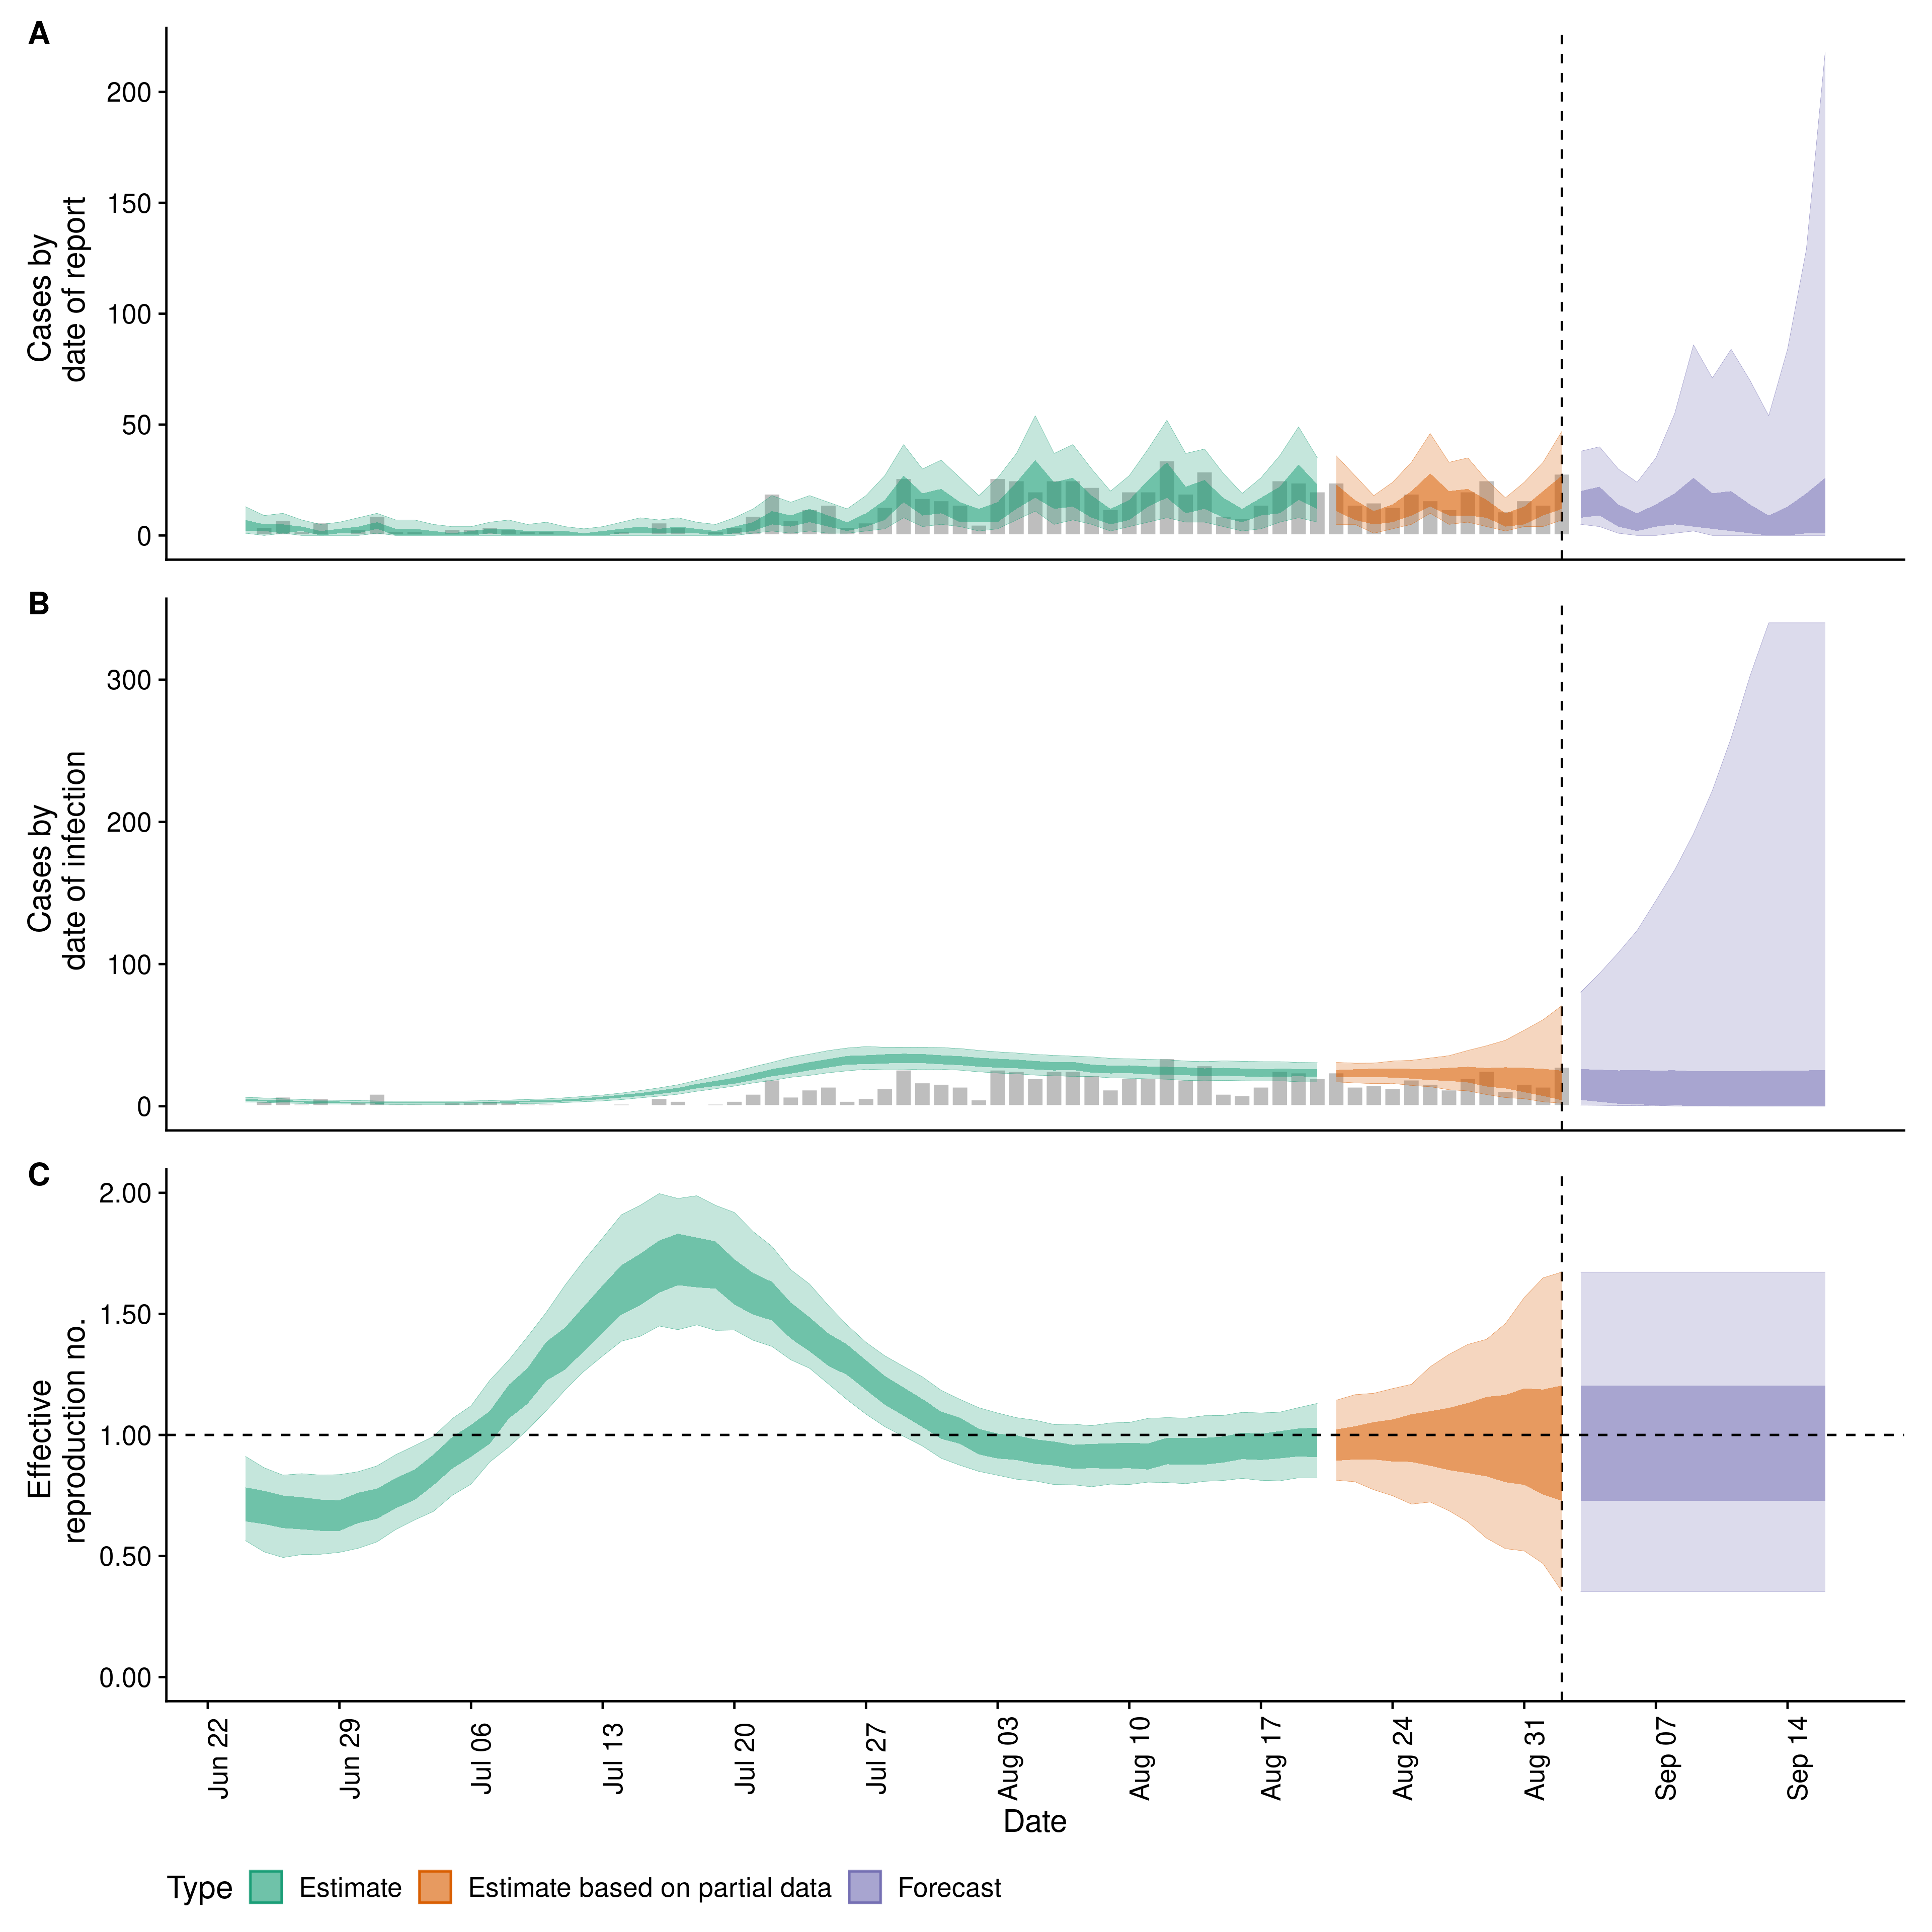 A
Cases by
date of report
200
150
100
50
0
B
Cases by
date of infection
300
200
100
0
C
Effective
reproduction no.
2.00
1.50
1.00
0.50
0.00
Jun 22
Jun 29
Jul 06
Jul 13
Jul 20
Jul 27
Aug 03
Aug 10
Aug 17
Aug 24
Aug 31
Sep 07
Sep 14
Date
Type Estimate Estimate based on partial data Forecast